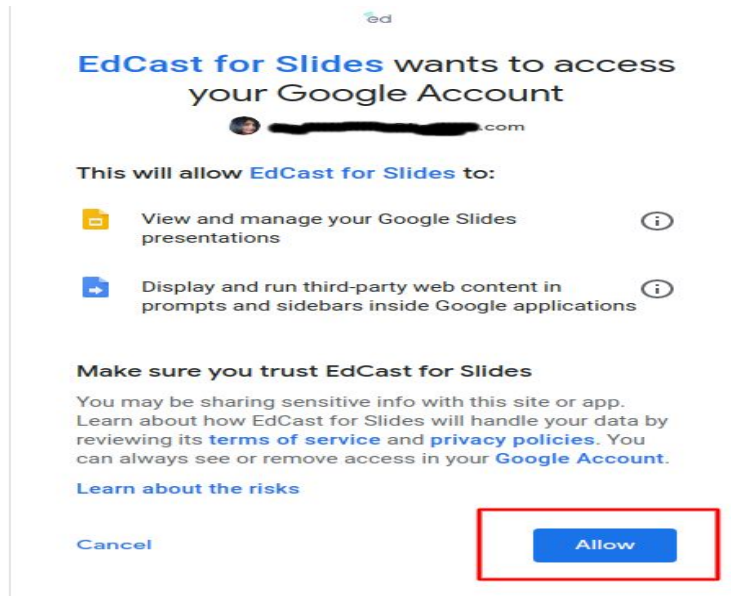 ed
EdCast for Slides wants to access
your Google Account
.com
This will allow EdCast for Slides to:
View and manage your Google Slides
presentations
Display and run third-party web content in
prompts and sidebars inside Google applications
Make sure you trust EdCast for Slides
You may be sharing sensitive info with this site or app.
Learn about how EdCast for Slides will handle your data by
reviewing its terms of service and privacy policies. You
can always see or remove access in your Google Account.
Learn about the risks
Cancel
Allow